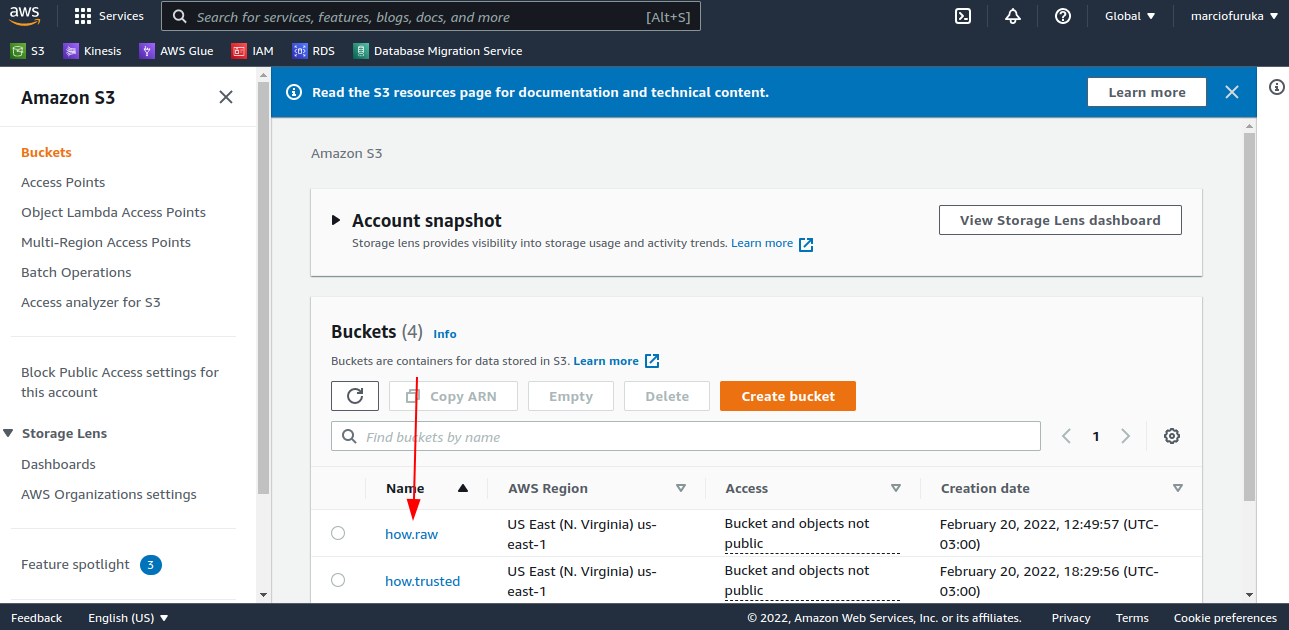 aws
Services
Search for services, features, blogs, docs, and more
[Alt+S]
Global
marciofuruka
S3
Kinesis
AWS Glue
IAM
RDS
Database Migration Service
Amazon S3
Buckets
Access Points
Object Lambda Access Points
Multi-Region Access Points
Batch Operations
Access analyzer for S3
Block Public Access settings for
this account
Storage Lens
Dashboards
AWS Organizations settings
Feature spotlight 3
Read the S3 resources page for documentation and technical content.
Learn more
Amazon S3
Account snapshot
Storage lens provides visibility into storage usage and activity trends. Learn more
View Storage Lens dashboard
Buckets (4) Info
Buckets are containers for data stored in S3. Learn more
Copy ARN
Empty
Delete
Create bucket
Find buckets by name
1
Name
AWS Region
Access
Creation date
how.raw
US East (N. Virginia) us-
east-1
Bucket and objects not
public
February 20, 2022, 12:49:57 (UTC-
03:00)
how.trusted
US East (N. Virginia) us-
east-1
Bucket and objects not
public
February 20, 2022, 18:29:56 (UTC-
03:00)
Feedback
English (US)
© 2022, Amazon Web Services, Inc. or its affiliates.
Privacy
Terms
Cookie preferences